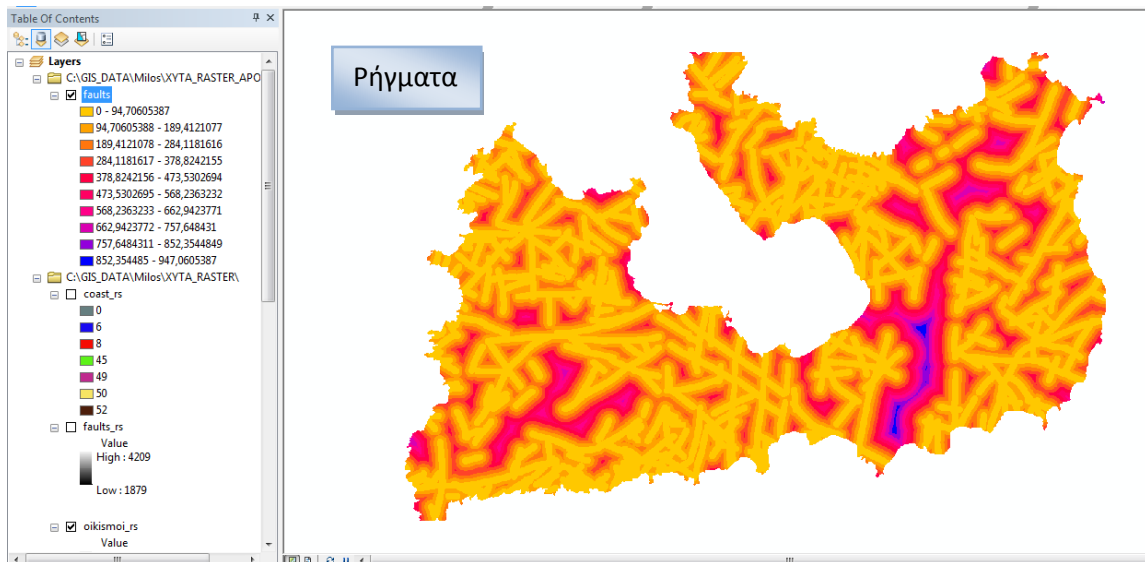 Table Of Contents
Layers
C:\GIS_DATA\Milos\XYTA_RASTER_APO
faults
0 - 94,70605387
94,70605388 - 189,4121077
189,4121078 - 284,1181616
284,1181617 - 378,8242155
378,8242156 - 473,5302694
473,5302695 - 568,2363232
568,2363233 - 662,9423771
662,9423772 - 757,648431
757,6484311 - 852,3544849
852,354485 - 947,0605387
C:\GIS_DATA\Milos\XYTA_RASTER\
coast_rs
0
6
8
45
49
50
52
faults_rs
Value
High : 4209
Low : 1879
oikismoi_rs
Value
Ρήγματα